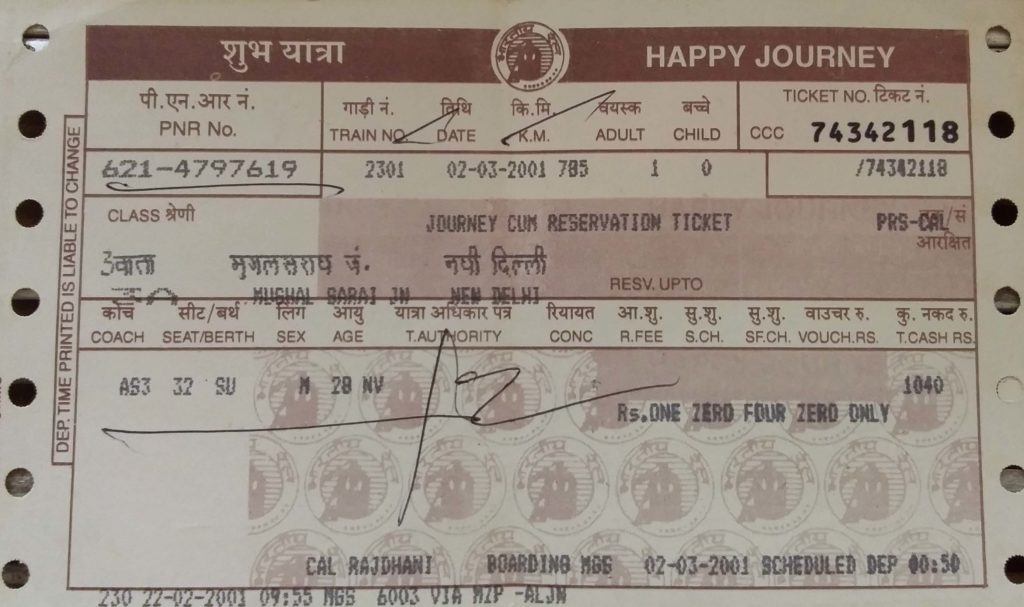 शुभ यात्रा भारतीय रेल HAPPY JOURNEY
पी.एन.आर नं. गाड़ी नं. तिथि कि.मि. वयस्क बच्चे TICKET NO. टिकट नं.
PNR No. TRAIN NO. DATE K.M. ADULT CHILD CCC 74342118
621-4797619 2301 02-03-2001 785 1 0 /74342118
CLASS श्रेणी JOURNEY CUM RESERVATION TICKET PRS-CAL
आरक्षित
3वाता मुगलसराय जं. नयी दिल्ली
RESV. UPTO
MUGHAL SARAI JN NEW DELHI
कोच सीट/बर्थ लिंग आयु यात्रा अधिकार पत्र रियायत आ.शु. सु.शु. सु.शु. वाउचर रु. कु. नकद रु.
COACH SEAT/BERTH SEX AGE T.AUTHORITY CONC R.FEE S.CH. SF.CH. VOUCH.RS. T.CASH RS.
AS3 32 SU M 28 NV 1040
Rs.ONE ZERO FOUR ZERO ONLY
CAL RAJDHANI BOARDING MGS 02-03-2001 SCHEDULED DEP 00:50
230 22-02-2001 09:55 MGS 6003 VIA MZP -ALJN
DEP. TIME PRINTED IS LIABLE TO CHANGE